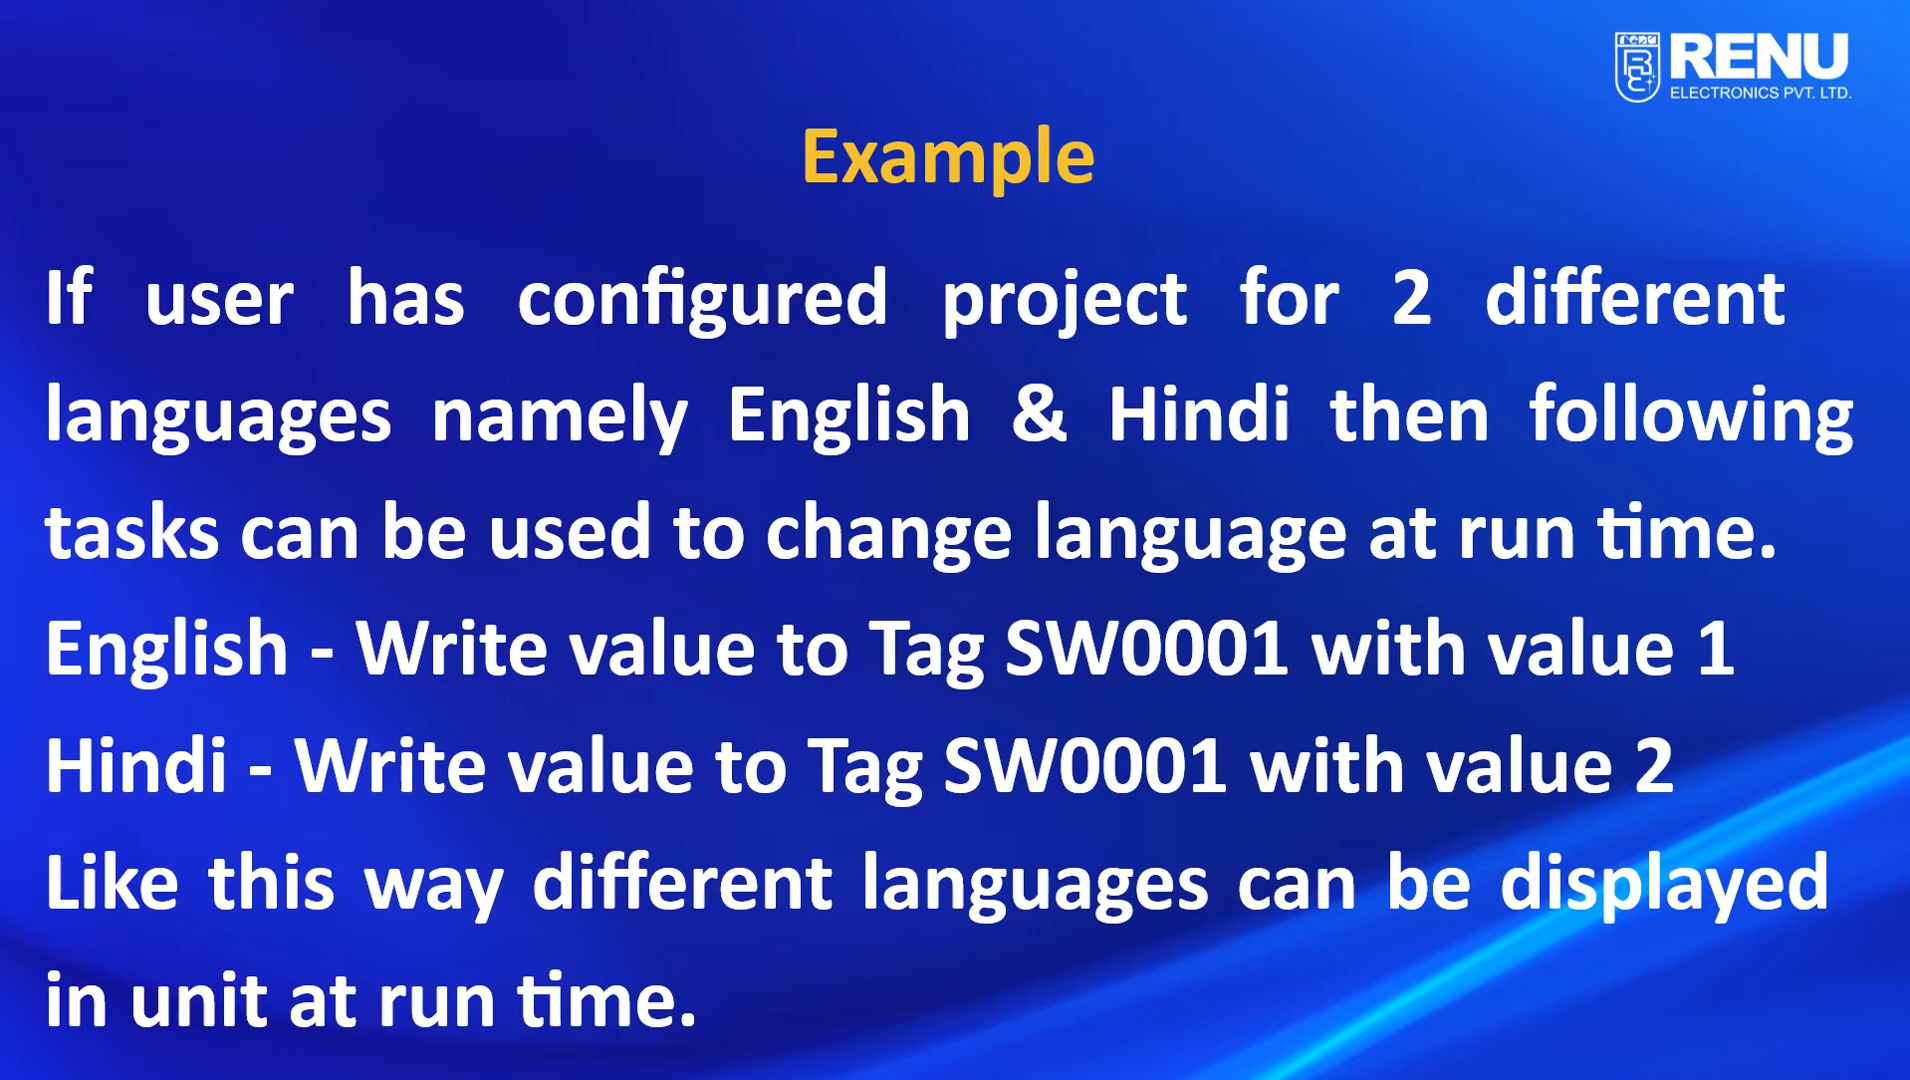 renu
RENU
ELECTRONICS PVT. LTD.
Example
If user has configured project for 2 different
languages namely English & Hindi then following
tasks can be used to change language at run time.
English - Write value to Tag SW0001 with value 1
Hindi - Write value to Tag SW0001 with value 2
Like this way different languages can be displayed
in unit at run time.